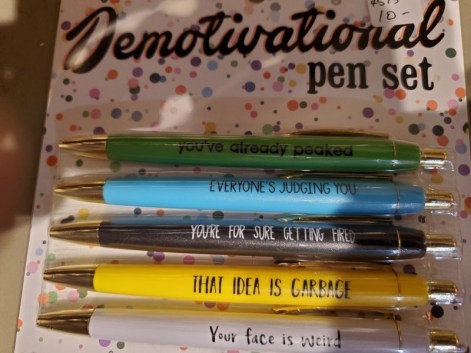 Demotivational
pen set
10-
you've already peaked
EVERYONE'S JUDGING YOU
YOU'RE FOR SURE GETTING FIRED
THAT IDEA IS GARBAGE
Your face is weird